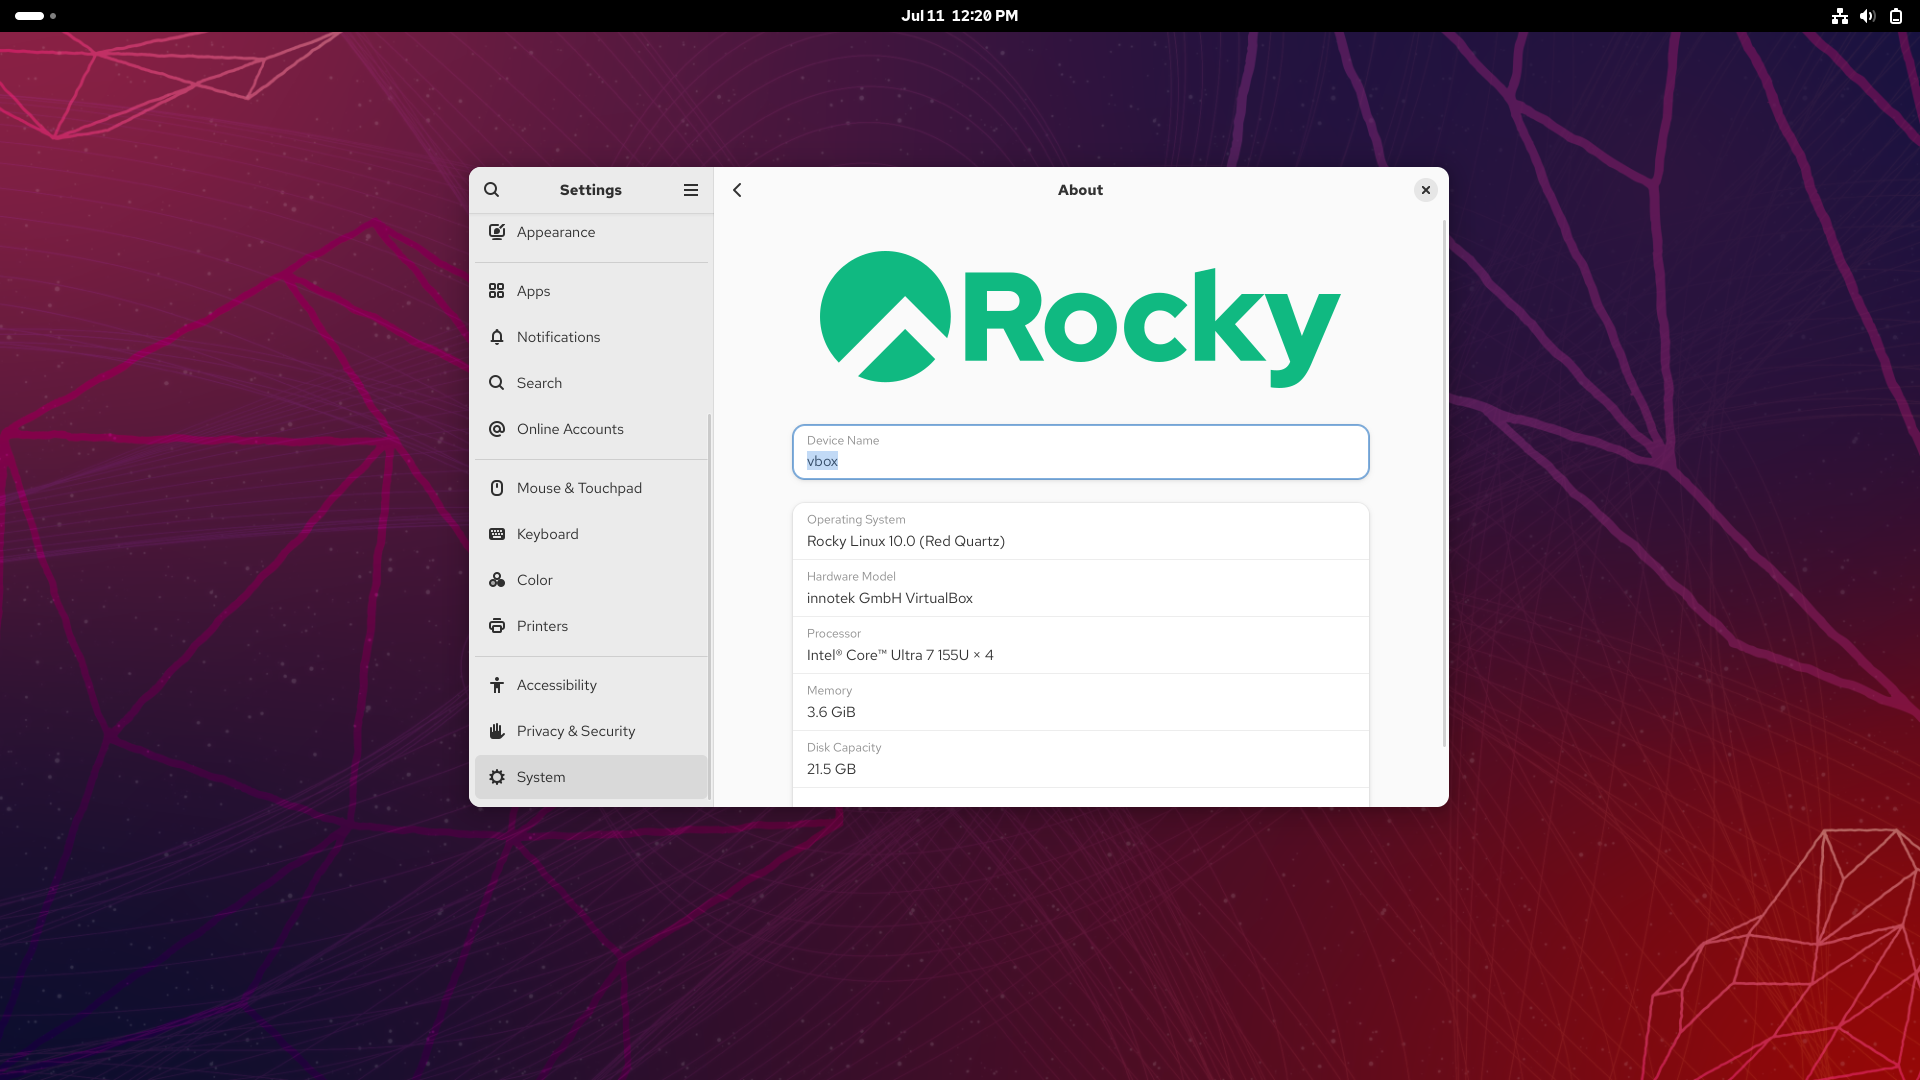 Jul 11 12:20 PM
Settings
About
Appearance
Apps
Notifications
Search
Online Accounts
Mouse & Touchpad
Keyboard
Color
Printers
Accessibility
Privacy & Security
System
Rocky
Device Name
vbox
Operating System
Rocky Linux 10.0 (Red Quartz)
Hardware Model
innotek GmbH VirtualBox
Processor
Intel® Core™ Ultra 7 155U × 4
Memory
3.6 GiB
Disk Capacity
21.5 GB